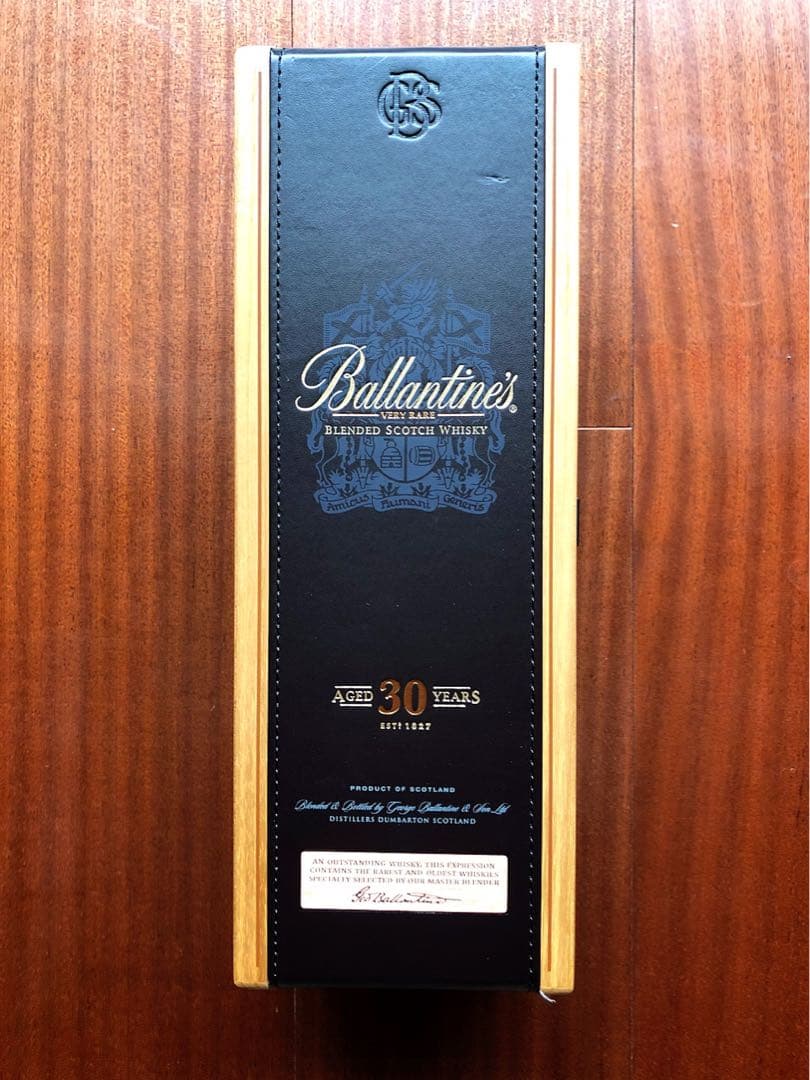 GBS
Ballantine's®
VERY RARE
BLENDED SCOTCH WHISKY
Amicus Humani Generis
AGED 30 YEARS
ESTD 1827
PRODUCT OF SCOTLAND
Blended & Bottled by George Ballantine & Son Ltd
DISTILLERS DUMBARTON SCOTLAND
AN OUTSTANDING WHISKY, THIS EXPRESSION
CONTAINS THE RAREST AND OLDEST WHISKIES
SPECIALLY SELECTED BY OUR MASTER BLENDER
Geo Ballantine